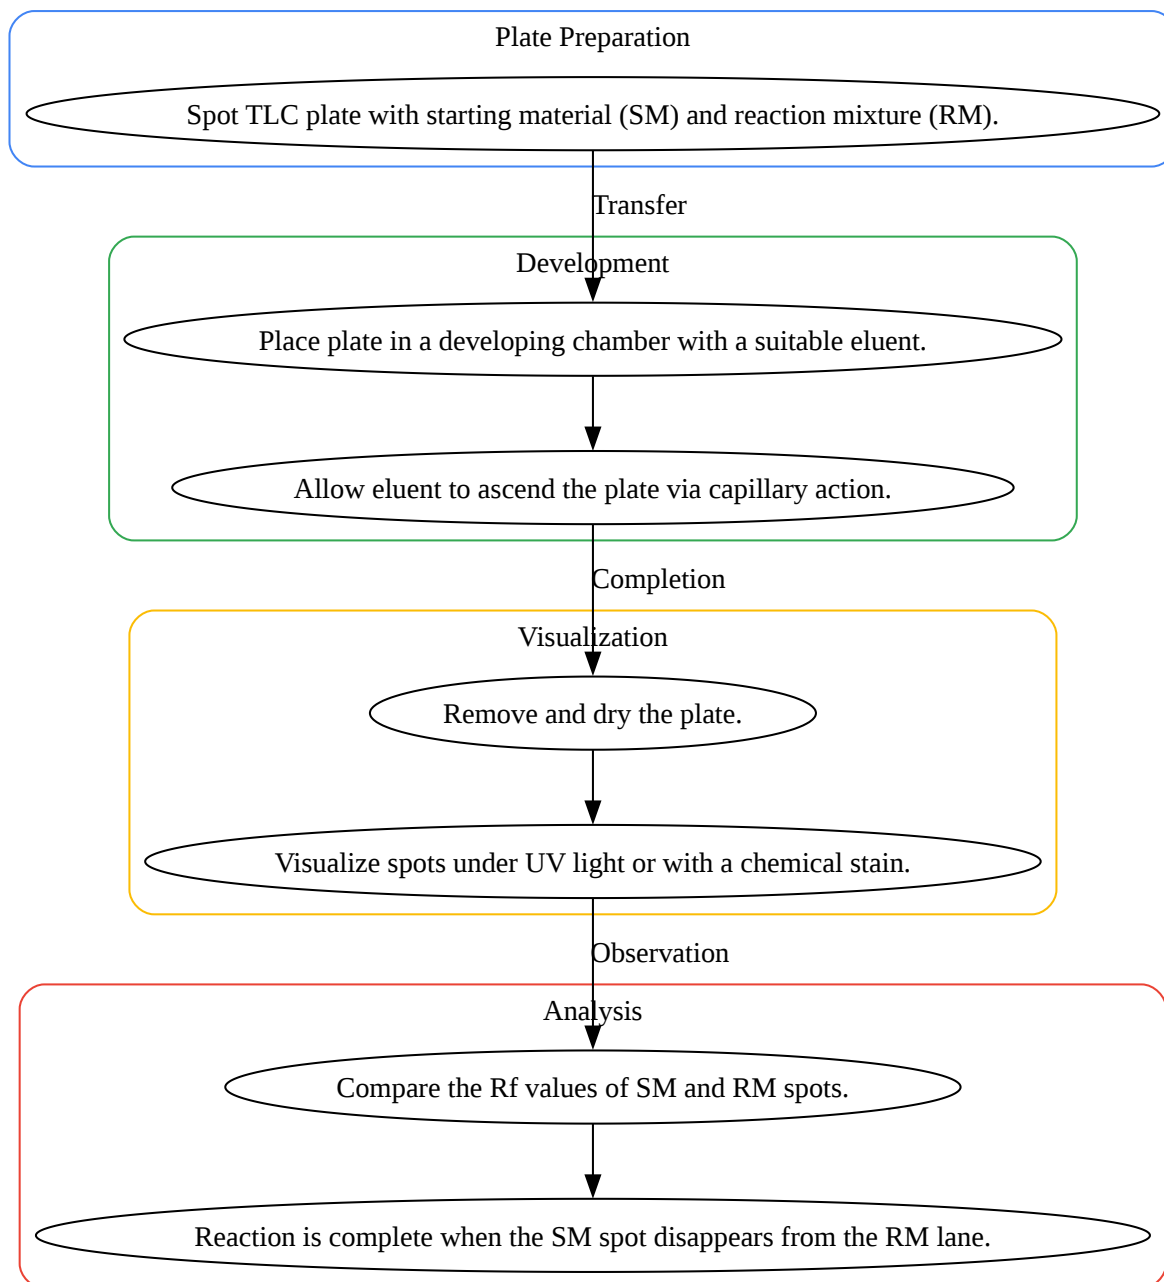 Plate Preparation
Spot TLC plate with starting material (SM) and reaction mixture (RM).
Transfer
Development
Place plate in a developing chamber with a suitable eluent.
Allow eluent to ascend the plate via capillary action.
Completion
Visualization
Remove and dry the plate.
Visualize spots under UV light or with a chemical stain.
Observation
Analysis
Compare the Rf values of SM and RM spots.
Reaction is complete when the SM spot disappears from the RM lane.